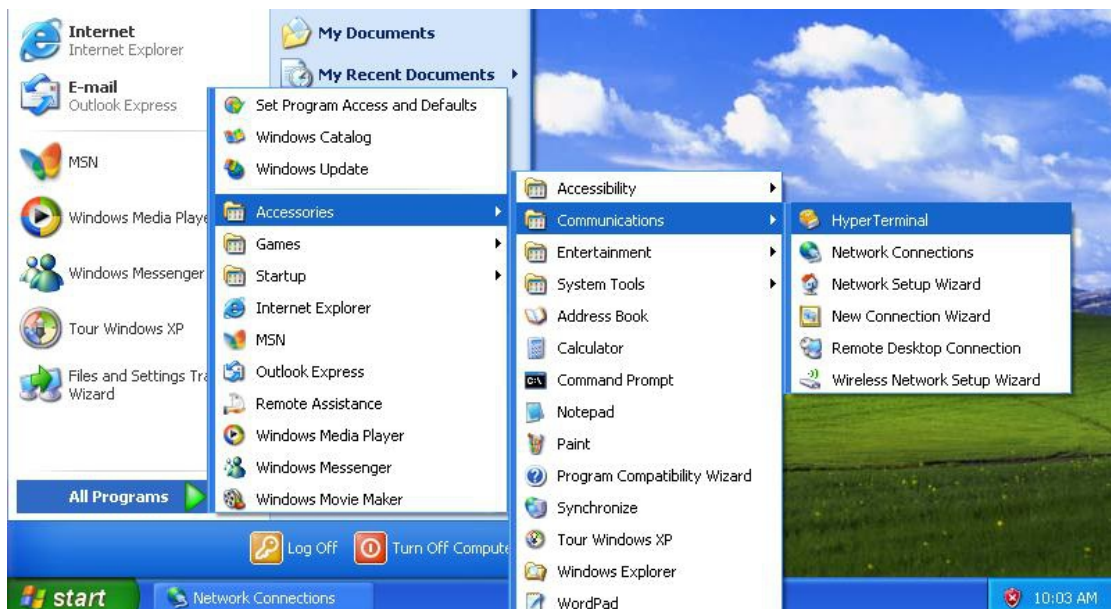 Internet
Internet Explorer
E-mail
Outlook Express
MSN
Windows Media Playe
Windows Messenger
Tour Windows XP
Files and Settings Tra
Wizard
All Programs
My Documents
My Recent Documents
Set Program Access and Defaults
Windows Catalog
Windows Update
Accessories
Games
Startup
Internet Explorer
MSN
Outlook Express
Remote Assistance
Windows Media Player
Windows Messenger
Windows Movie Maker
Accessibility
Communications
Entertainment
System Tools
Address Book
Calculator
Command Prompt
Notepad
Paint
Program Compatibility Wizard
Synchronize
Tour Windows XP
Windows Explorer
WordPad
HyperTerminal
Network Connections
Network Setup Wizard
New Connection Wizard
Remote Desktop Connection
Wireless Network Setup Wizard
Log Off
Turn Off Compute
start
Network Connections
10:03 AM